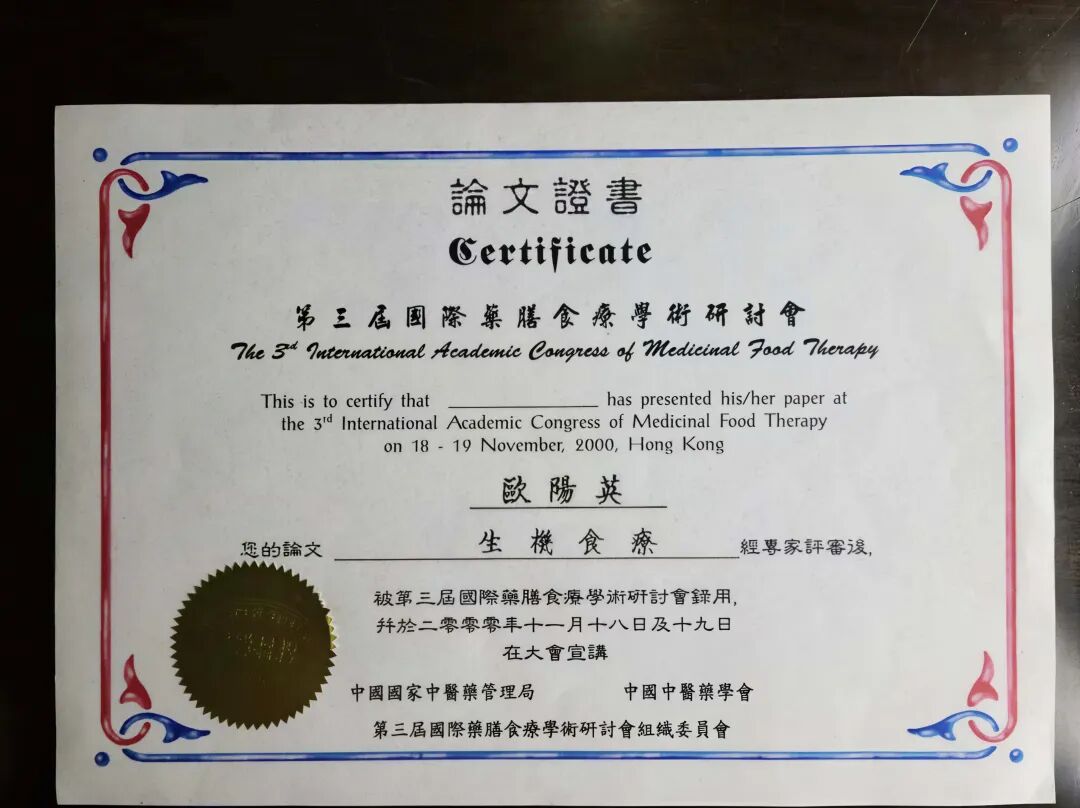 論文證書
Certificate
第三屆國際藥膳食療學術研討會
The 3rd International Academic Congress of Medicinal Food Therapy
This is to certify that ____________ has presented his/her paper at
the 3rd International Academic Congress of Medicinal Food Therapy
on 18 - 19 November, 2000, Hong Kong
歐陽英
您的論文 生機食療 經專家評審後,
被第三屆國際藥膳食療學術研討會錄用,
并於二零零零年十一月十八日及十九日
在大會宣講
中國國家中醫藥管理局 中國中醫藥學會
第三屆國際藥膳食療學術研討會組織委員會